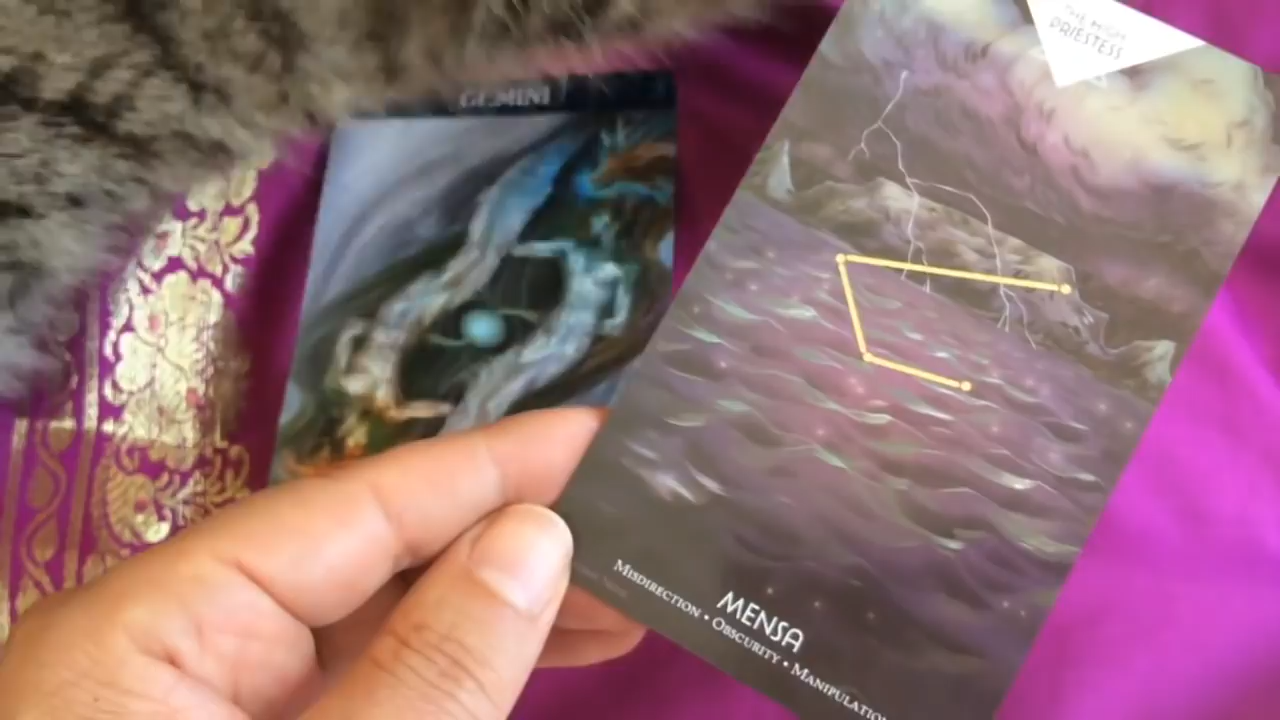 GEMINI
THE HIGH
PRIESTESS
MENSA
MISDIRECTION • OBSCURITY • MANIPULATION